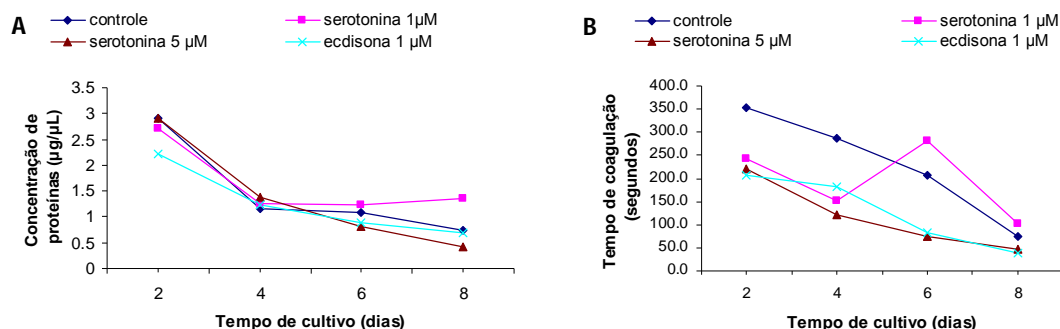 A
controle
serotonina 1µM
serotonina 5 µM
ecdisona 1 µM
Concentração de
proteínas (µg/µL)
3.5
3
2.5
2
1.5
1
0.5
0
2 4 6 8
Tempo de cultivo (dias)
B
controle
serotonina 1 µM
serotonina 5 µM
ecdisona 1 µM
Tempo de coagulação
(segundos)
400.0
350.0
300.0
250.0
200.0
150.0
100.0
50.0
0.0
2 4 6 8
Tempo de cultivo (dias)